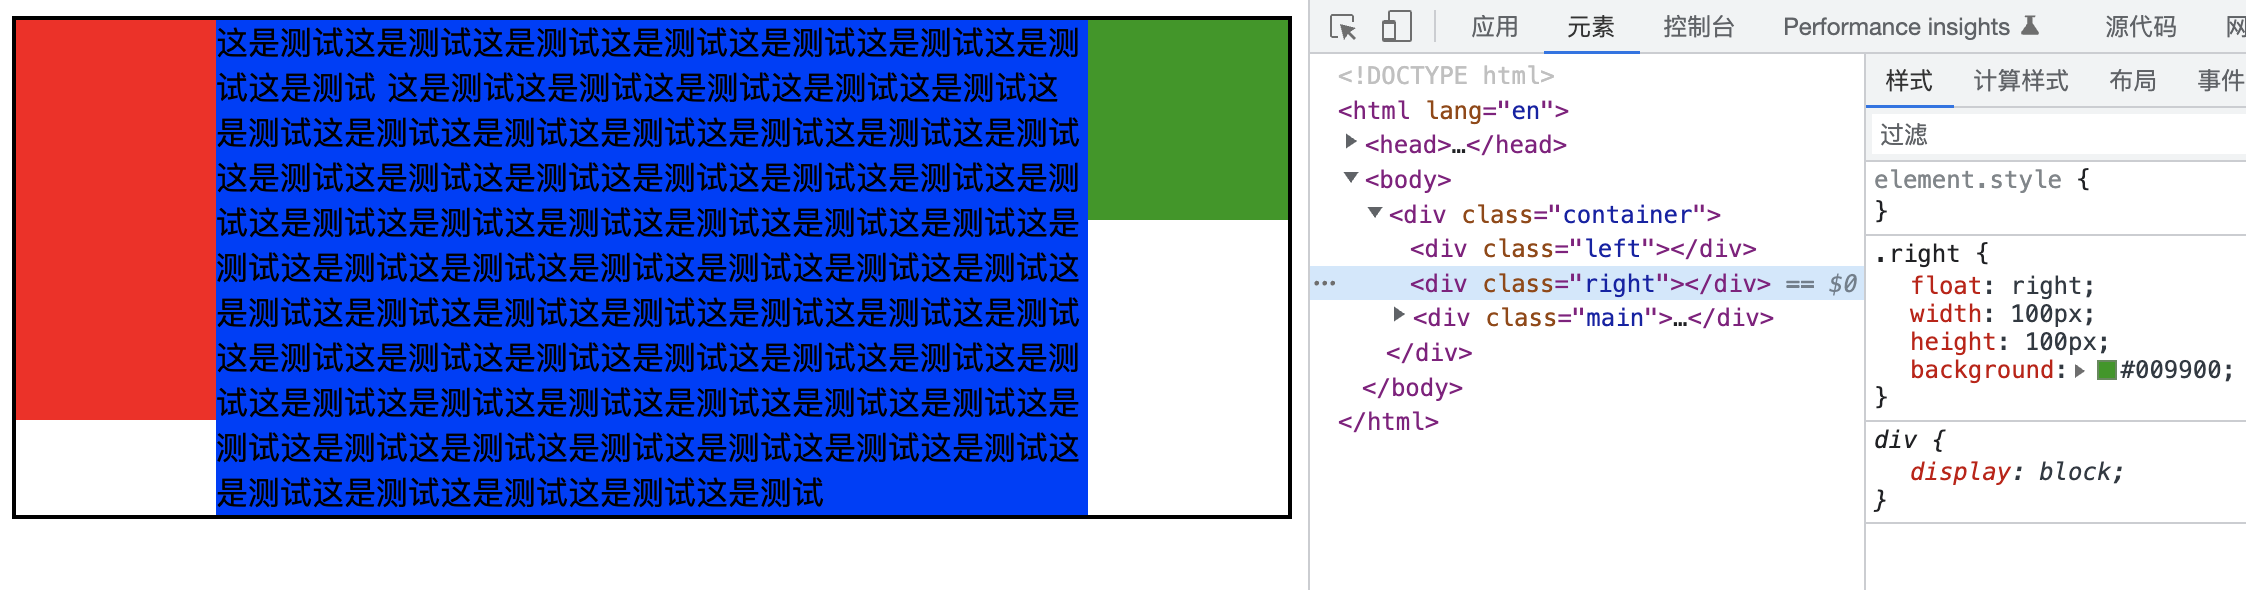 这是测试这是测试这是测试这是测试这是测试这是测试这是测
试这是测试 这是测试这是测试这是测试这是测试这是测试这
是测试这是测试这是测试这是测试这是测试这是测试这是测试
这是测试这是测试这是测试这是测试这是测试这是测试这是测
试这是测试这是测试这是测试这是测试这是测试这是测试这是
测试这是测试这是测试这是测试这是测试这是测试这是测试这
是测试这是测试这是测试这是测试这是测试这是测试这是测试
这是测试这是测试这是测试这是测试这是测试这是测试这是测
试这是测试这是测试这是测试这是测试这是测试这是测试这是
测试这是测试这是测试这是测试这是测试这是测试这是测试这
是测试这是测试这是测试这是测试这是测试
应用 元素 控制台 Performance insights 源代码 网
<!DOCTYPE html>
<html lang="en">
<head>…</head>
<body>
<div class="container">
<div class="left"></div>
<div class="right"></div> == $0
<div class="main">…</div>
</div>
</body>
</html>
样式 计算样式 布局 事件
过滤
element.style {
}
.right {
float: right;
width: 100px;
height: 100px;
background: #009900;
}
div {
display: block;
}